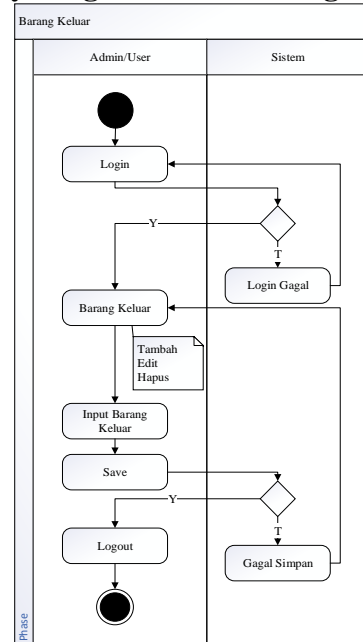 Barang Keluar
Admin/User
Sistem
Login
Y
T
Login Gagal
Barang Keluar
Tambah
Edit
Hapus
Input Barang
Keluar
Save
Y
T
Logout
Gagal Simpan
Phase